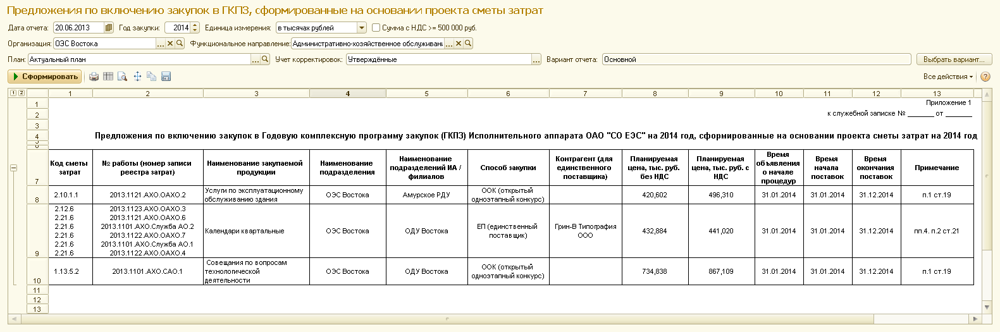 Предложения по включению закупок в ГКПЗ, сформированные на основании проекта сметы затрат
Дата отчета: 20.06.2013 Год закупки: 2014 Единица измерения: в тысячах рублей Сумма с НДС >= 500 000 руб.
Организация: ОЭС Востока ... Функциональное направление: Административно-хозяйственное обслуживани ...
План: Актуальный план ... Учет корректировок: Утверждённые ... Вариант отчета: Основной Выбрать вариант...
Сформировать Все действия ?
1 2 1 2 3 4 5 6 7 8 9 10 11 12 13
1 Приложение 1
2 к служебной записке № _______ от _______
3
4 Предложения по включению закупок в Годовую комплексную программу закупок (ГКПЗ) Исполнительного аппарата ОАО "СО ЕЭС" на 2014 год, сформированные на основании проекта сметы затрат на 2014 год
5
6
7 Код сметы затрат № работы (номер записи реестра затрат) Наименование закупаемой продукции Наименование подразделения Наименование подразделений ИА / филиалов Способ закупки Контрагент (для единственного поставщика) Планируемая цена, тыс. руб. без НДС Планируемая цена, тыс. руб. с НДС Время объявления о начале процедур Время начала поставок Время окончания поставок Примечание
8 2.10.1.1 2013.1121.АХО.ОАХО.2 Услуги по эксплуатационному обслуживанию здания ОЭС Востока Амурское РДУ ООК (открытый одноэтапный конкурс) 420,602 496,310 31.01.2014 31.01.2014 31.12.2014 п.1 ст.19
2.12.6 2013.1123.АХО.ОАХО.3
2.21.6 2013.1121.АХО.ОАХО.6
2.21.6 2013.1101.АХО.Служба АО.2
2.21.6 2013.1122.АХО.ОАХО.7
2.21.6 2013.1101.АХО.Служба АО.1
9 2.21.6 2013.1122.АХО.ОАХО.4
Календари квартальные ОЭС Востока ОДУ Востока ЕП (единственный поставщик) Грин-В Типография ООО 432,884 441,020 31.01.2014 31.01.2014 31.12.2014 пп.4. п.2 ст.21
10 1.13.5.2 2013.1101.АХО.САО.1 Совещания по вопросам технологической деятельности ОЭС Востока ОДУ Востока ООК (открытый одноэтапный конкурс) 734,838 867,109 31.01.2014 31.01.2014 31.12.2014 п.1 ст.19
11
12
13